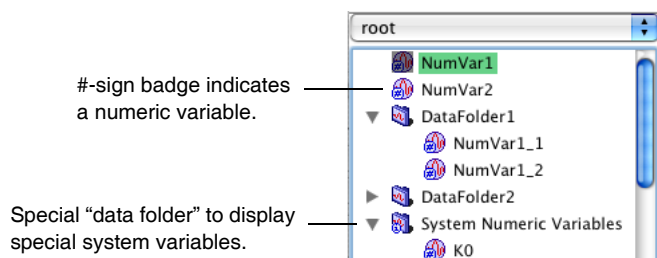 root
NumVar1
#-sign badge indicates
a numeric variable.
NumVar2
DataFolder1
NumVar1_1
NumVar1_2
DataFolder2
Special “data folder” to display
special system variables.
System Numeric Variables
K0